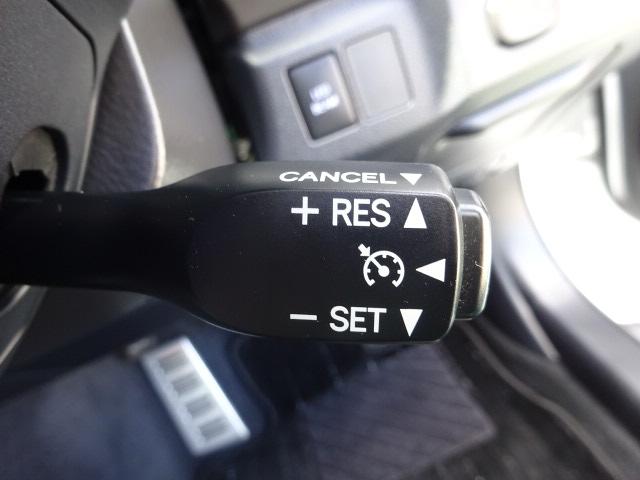 CANCEL▼
+ RES▲
◀
− SET▼